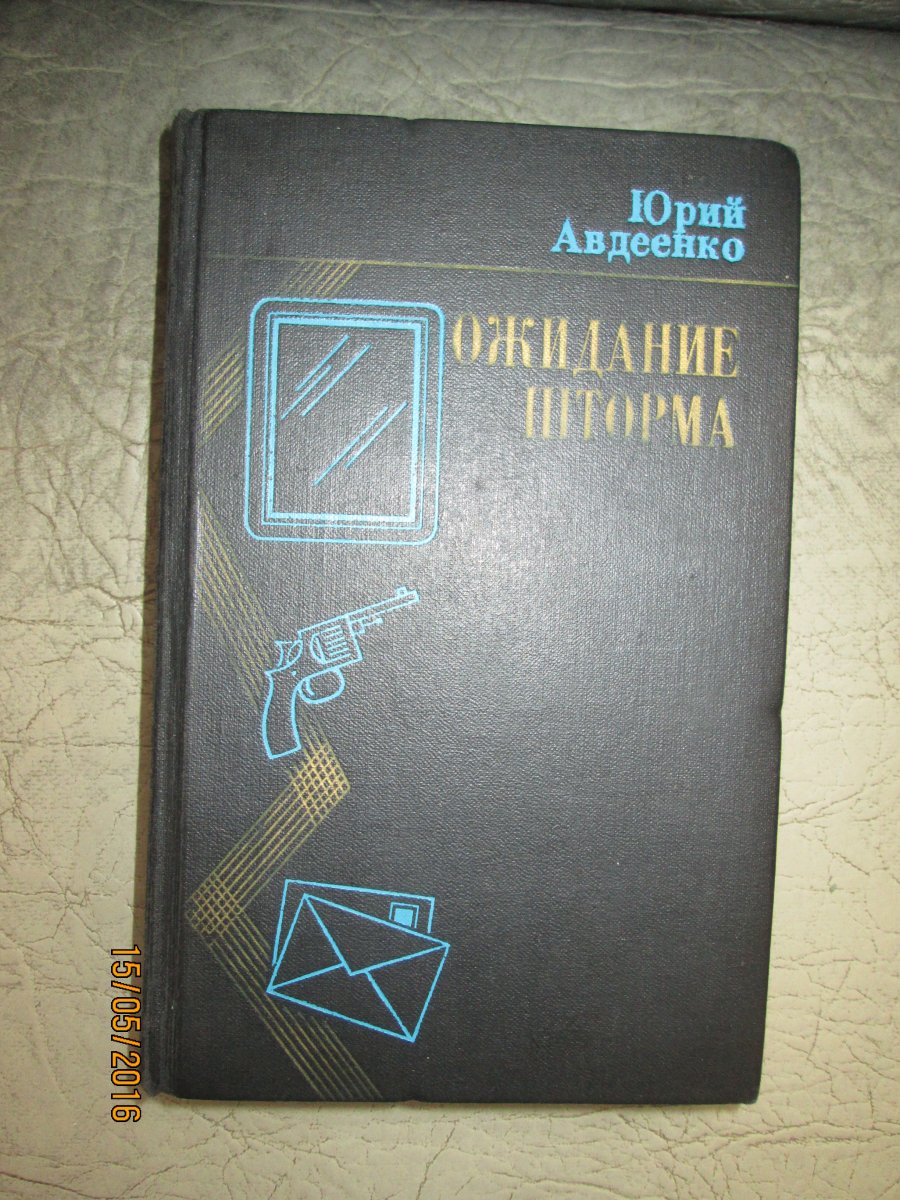 Юрий
Авдеенко
ОЖИДАНИЕ
ШТОРМА
15/05/2016